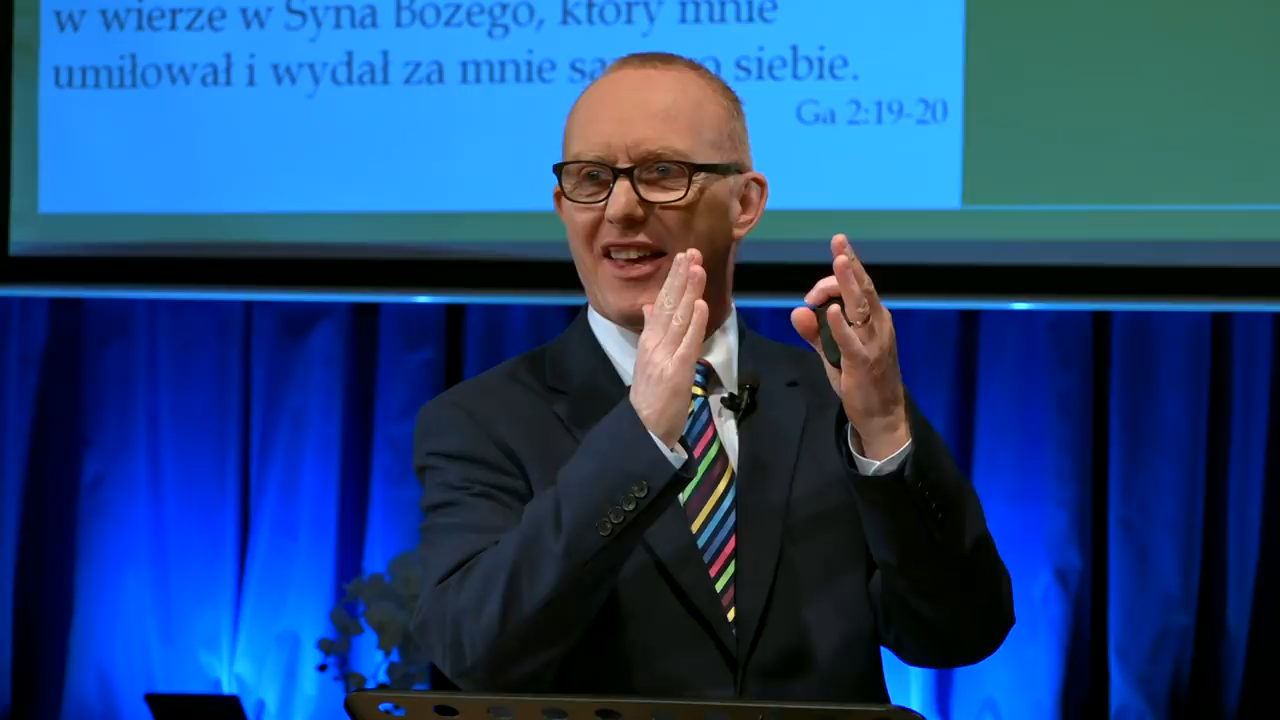 w wierze w Syna Bożego, który mnie
umiłował i wydał za mnie siebie.
Ga 2:19-20